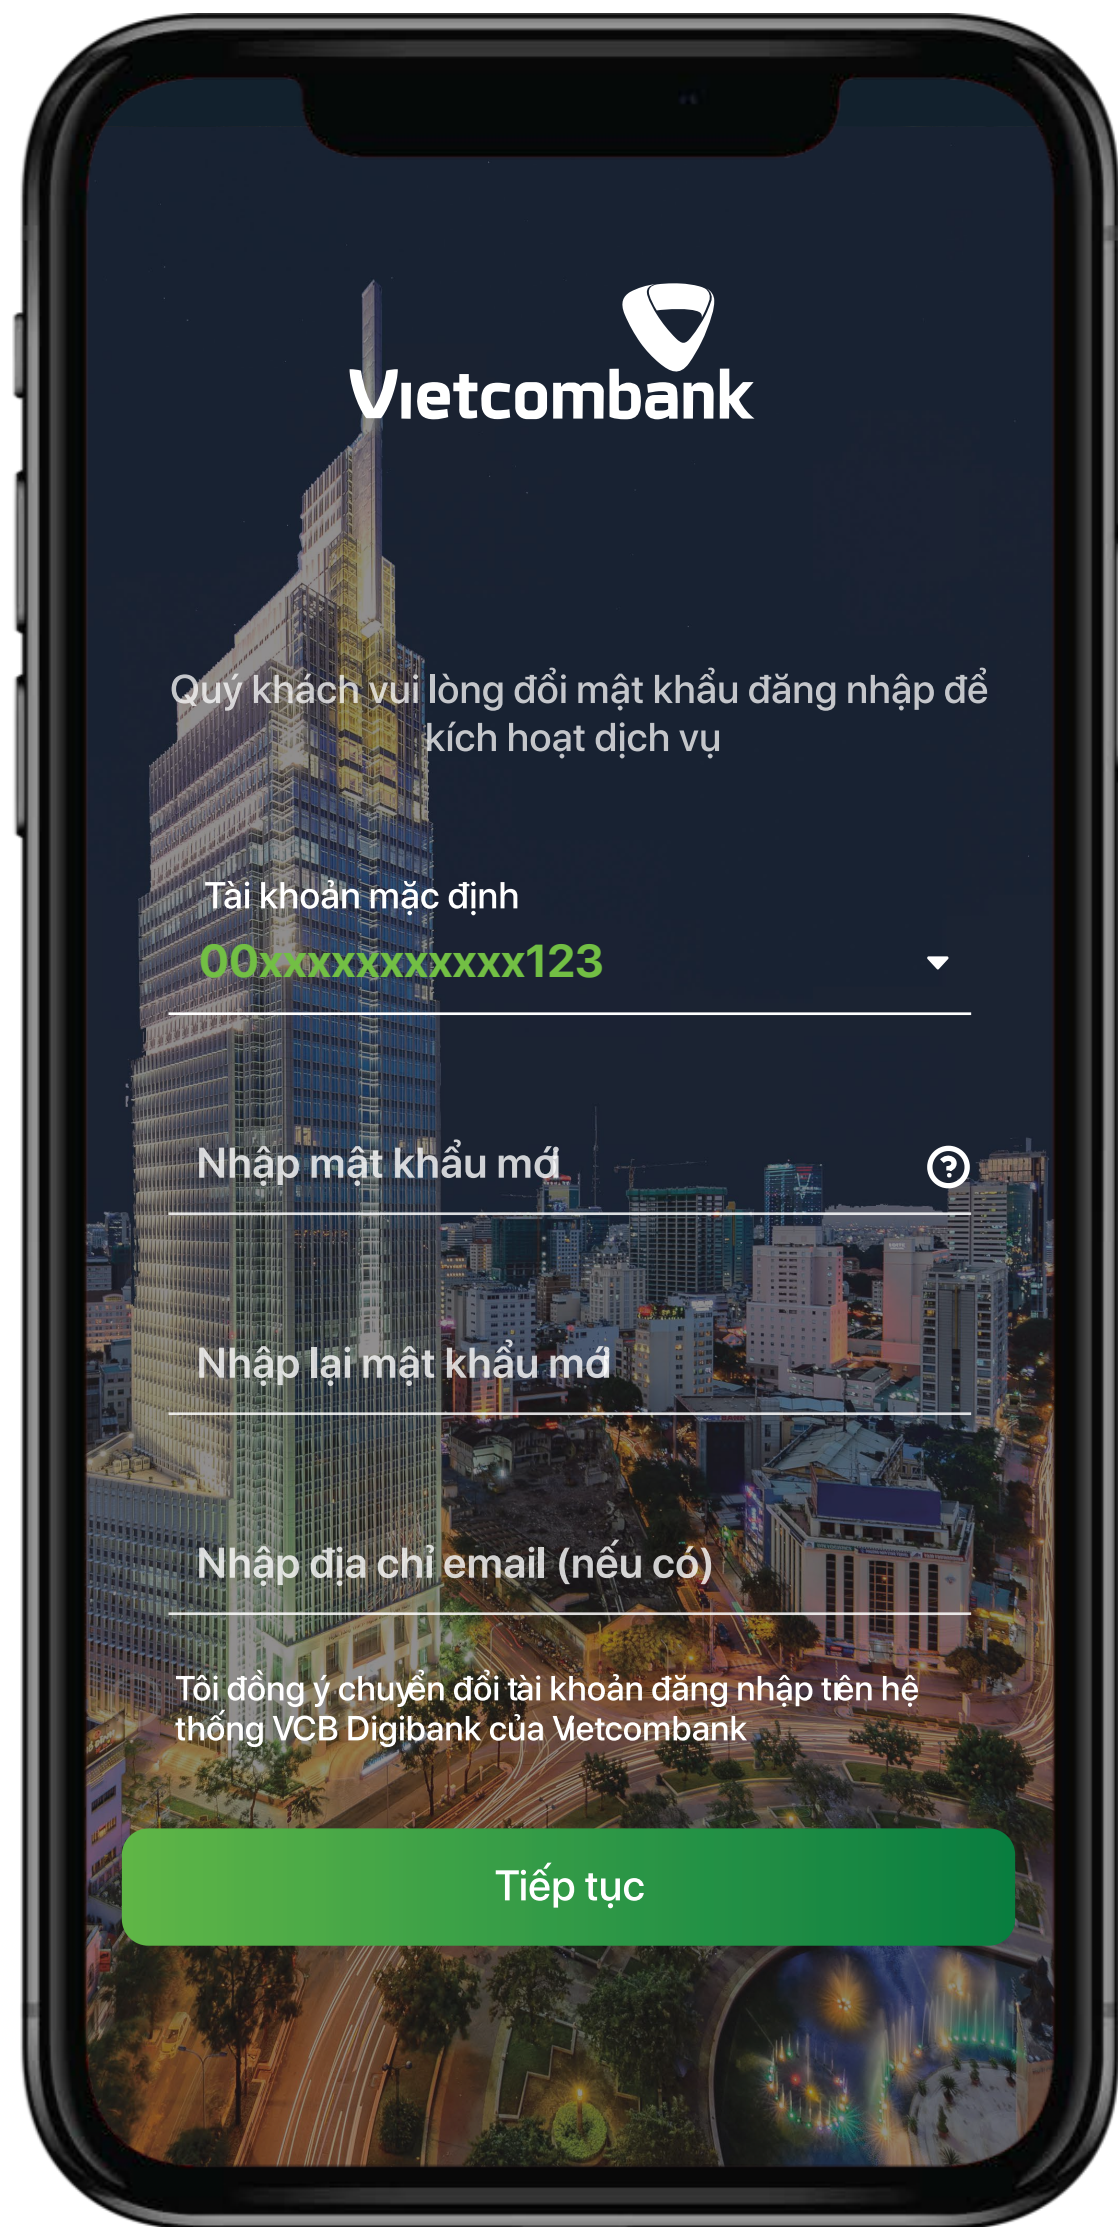 Vietcombank
Quý khách vui lòng đổi mật khẩu đăng nhập để
kích hoạt dịch vụ
Tài khoản mặc định
00xxxxxxxxxxx123
Nhập mật khẩu mới
Nhập lại mật khẩu mới
Nhập địa chỉ email (nếu có)
Tôi đồng ý chuyển đổi tài khoản đăng nhập trên hệ
thống VCB Digibank của Vietcombank
Tiếp tục